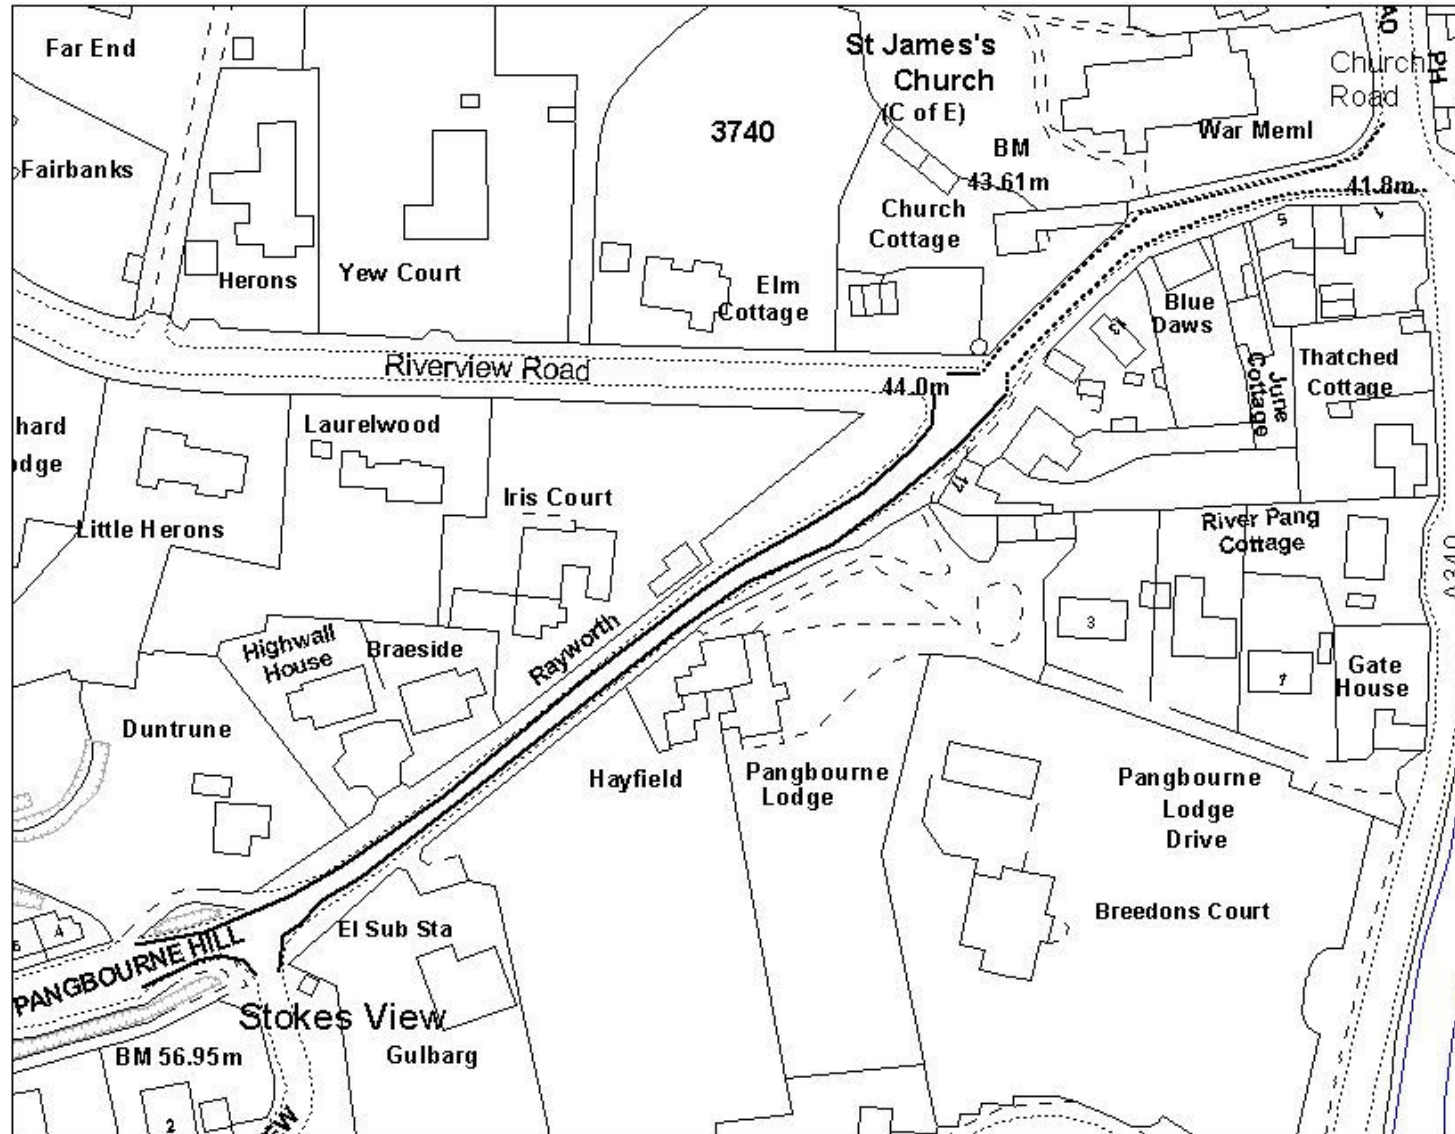 Far End
St James's
Church
(C of E)
Church
Road
PH
3740
War Meml
BM
43.61m
Fairbanks
41.8m
Church
Cottage
5
1
Herons
Yew Court
Elm
Cottage
Blue
Daws
13
Riverview Road
44.0m
June
Cottage
Thatched
Cottage
Laurelwood
Iris Court
17
Little Herons
River Pang
Cottage
3
Rayworth
Highwall
House
Braeside
1
Gate
House
Duntrune
Hayfield
Pangbourne
Lodge
Pangbourne
Lodge
Drive
Breedons Court
4
El Sub Sta
PANGBOURNE HILL
Stokes View
BM 56.95m
Gulbarg
2